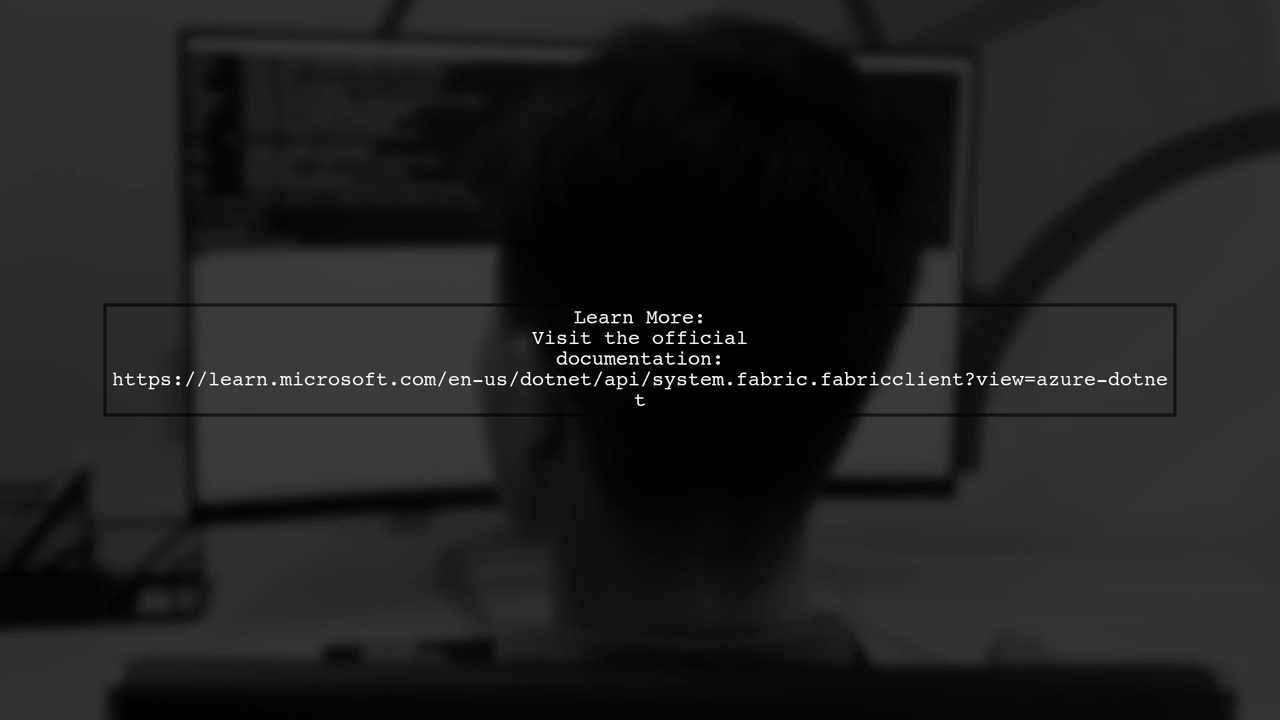 Learn More:
Visit the official
documentation:
https://learn.microsoft.com/en-us/dotnet/api/system.fabric.fabricclient?view=azure-dotne
t